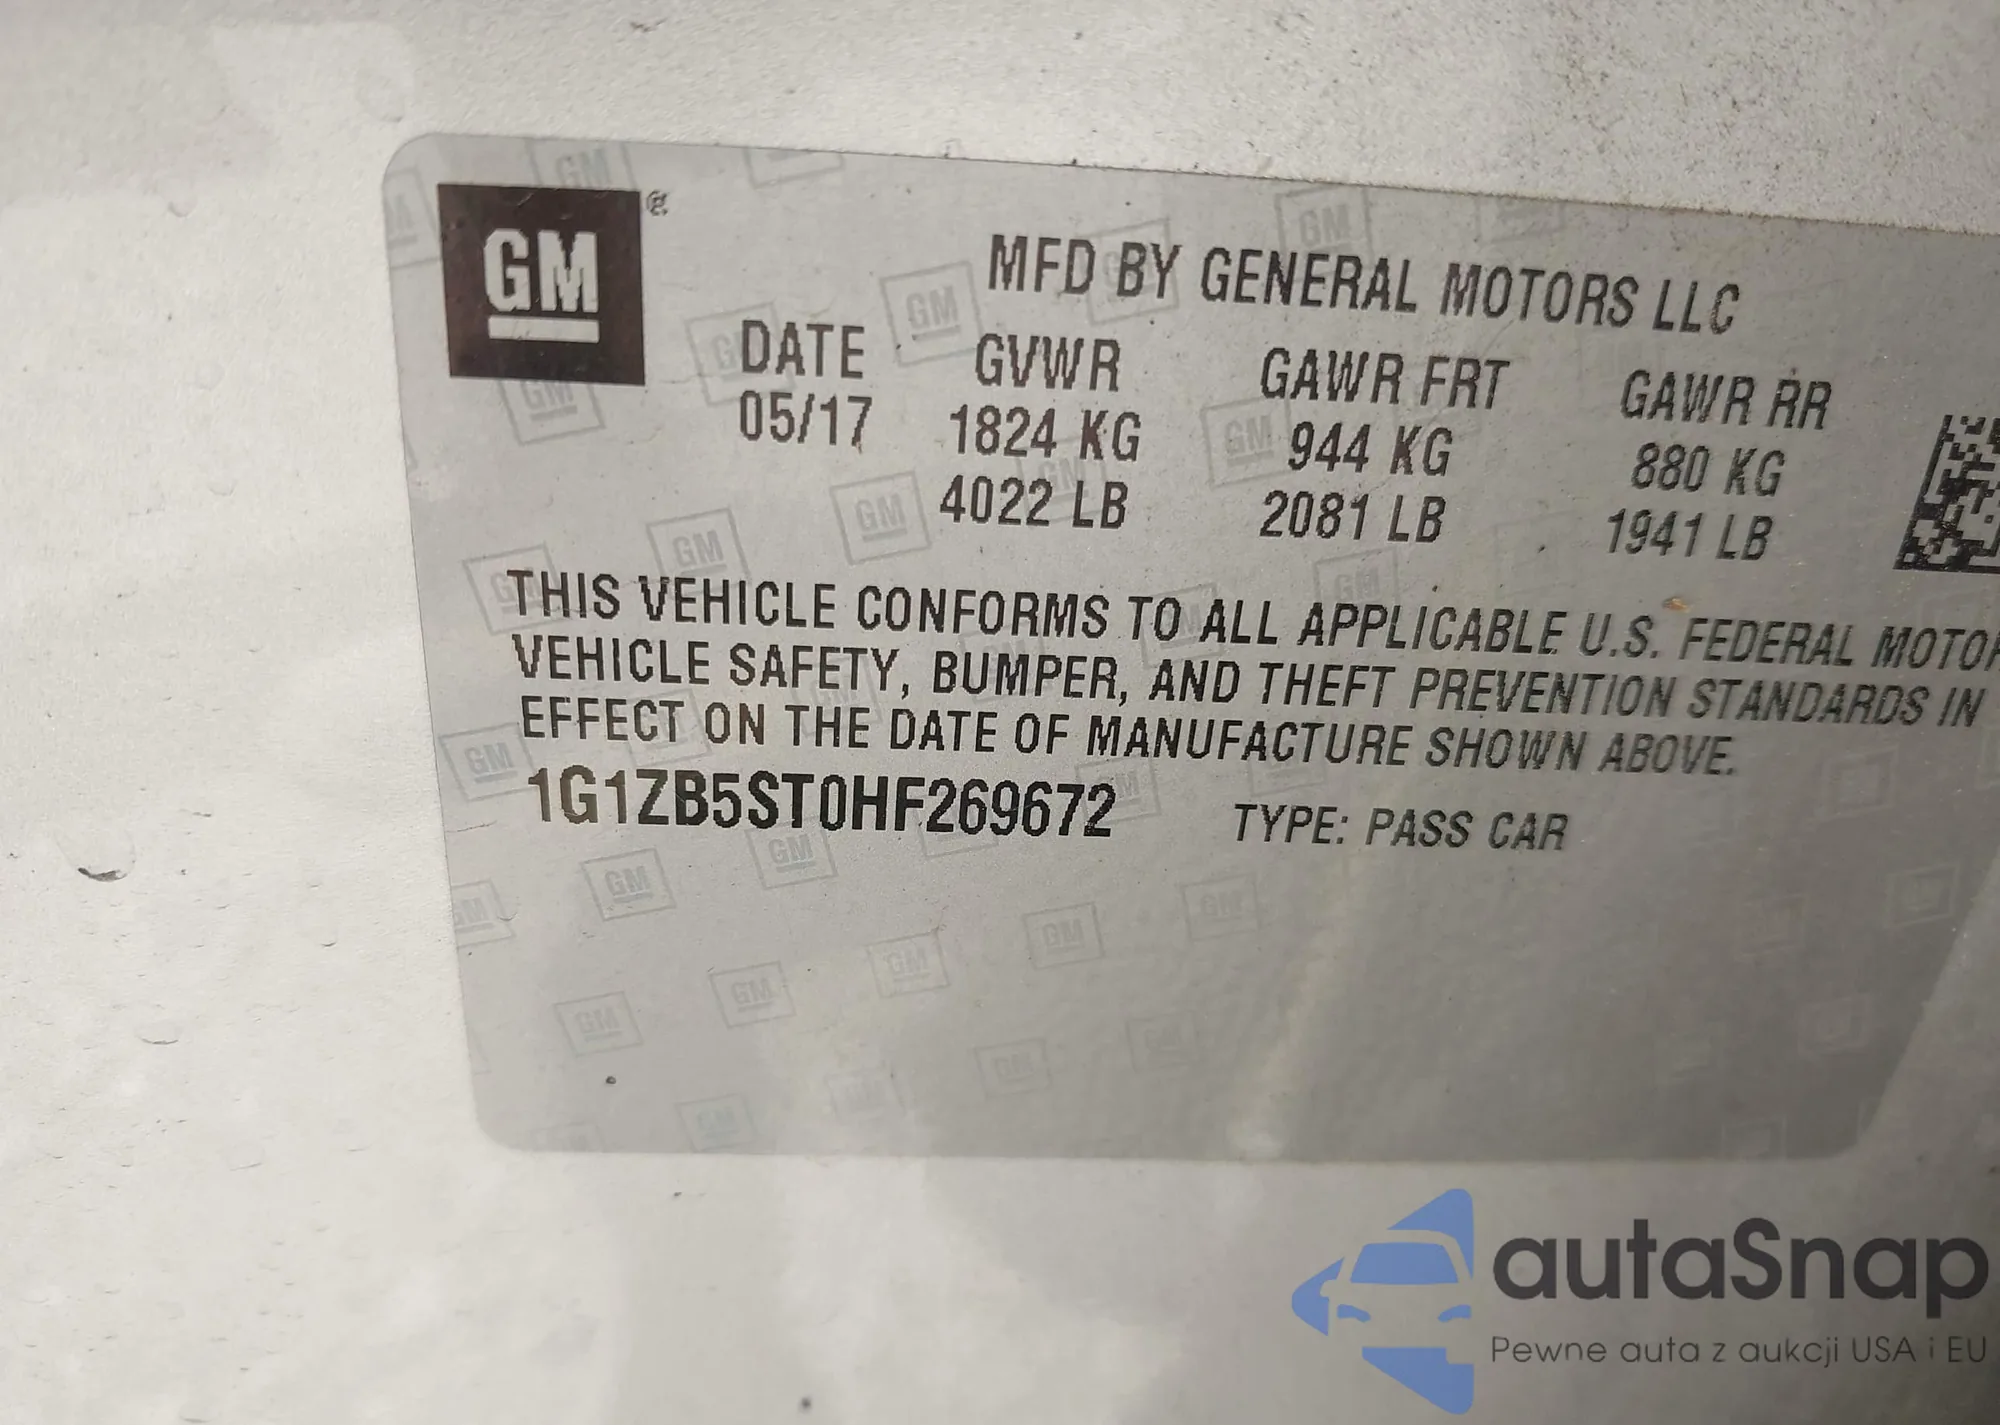 GM
MFD BY GENERAL MOTORS LLC
DATE GVWR GAWR FRT GAWR RR
05/17 1824 KG 944 KG 880 KG
4022 LB 2081 LB 1941 LB
THIS VEHICLE CONFORMS TO ALL APPLICABLE U.S. FEDERAL MOTOR
VEHICLE SAFETY, BUMPER, AND THEFT PREVENTION STANDARDS IN
EFFECT ON THE DATE OF MANUFACTURE SHOWN ABOVE.
1G1ZB5ST0HF269672 TYPE: PASS CAR
autaSnap
Pewne auta z aukcji USA i EU